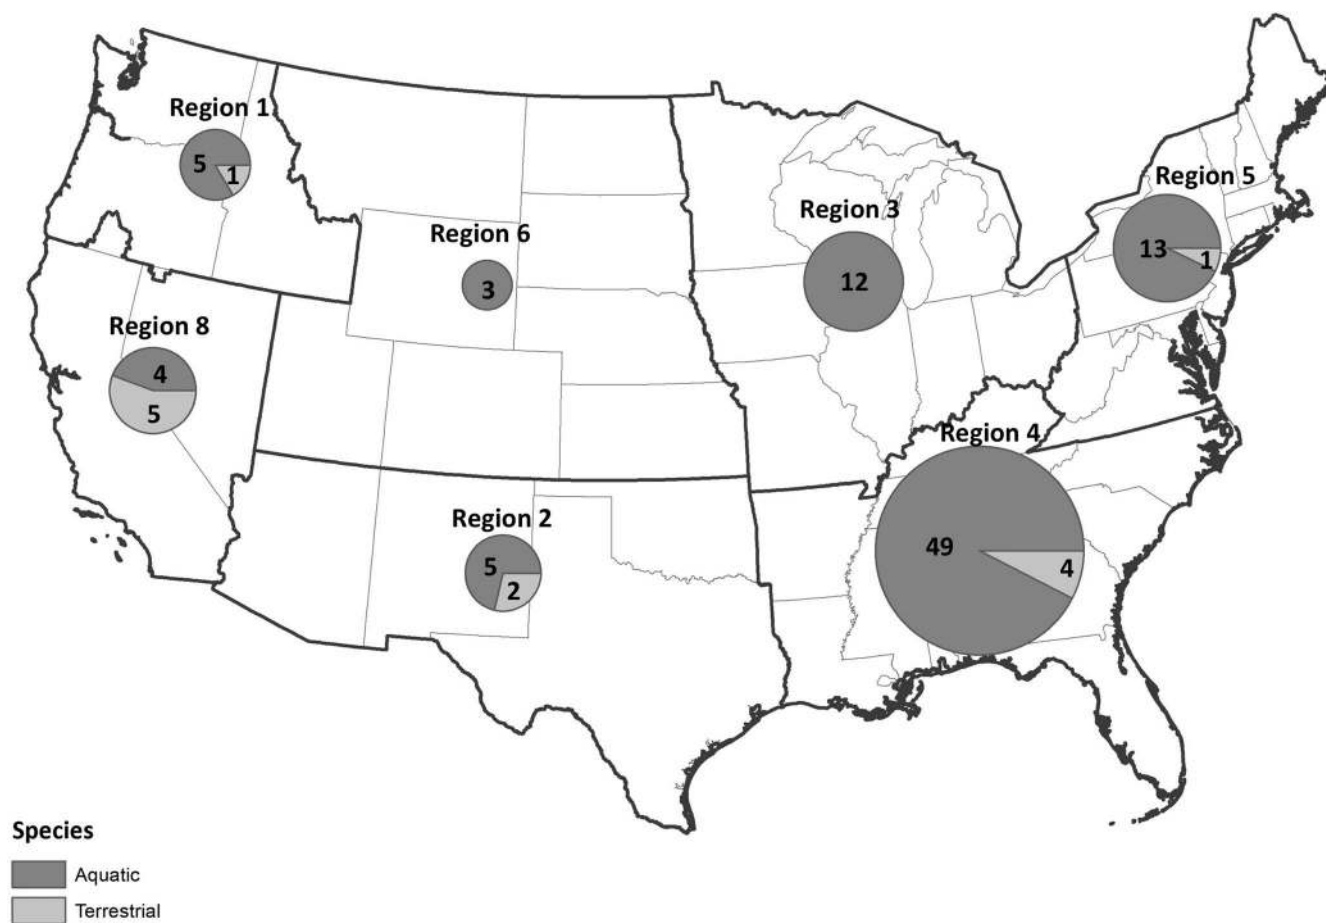 Region 1
5
1
Region 5
13
1
Region 3
12
Region 6
3
Region 8
4
5
Region 4
49
4
Region 2
5
2
Species
Aquatic
Terrestrial